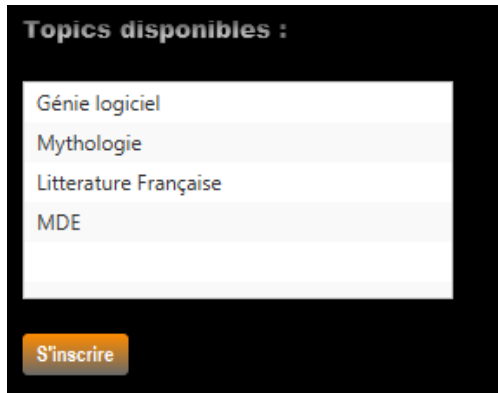 Topics disponibles :
Génie logiciel
Mythologie
Litterature Française
MDE
S'inscrire